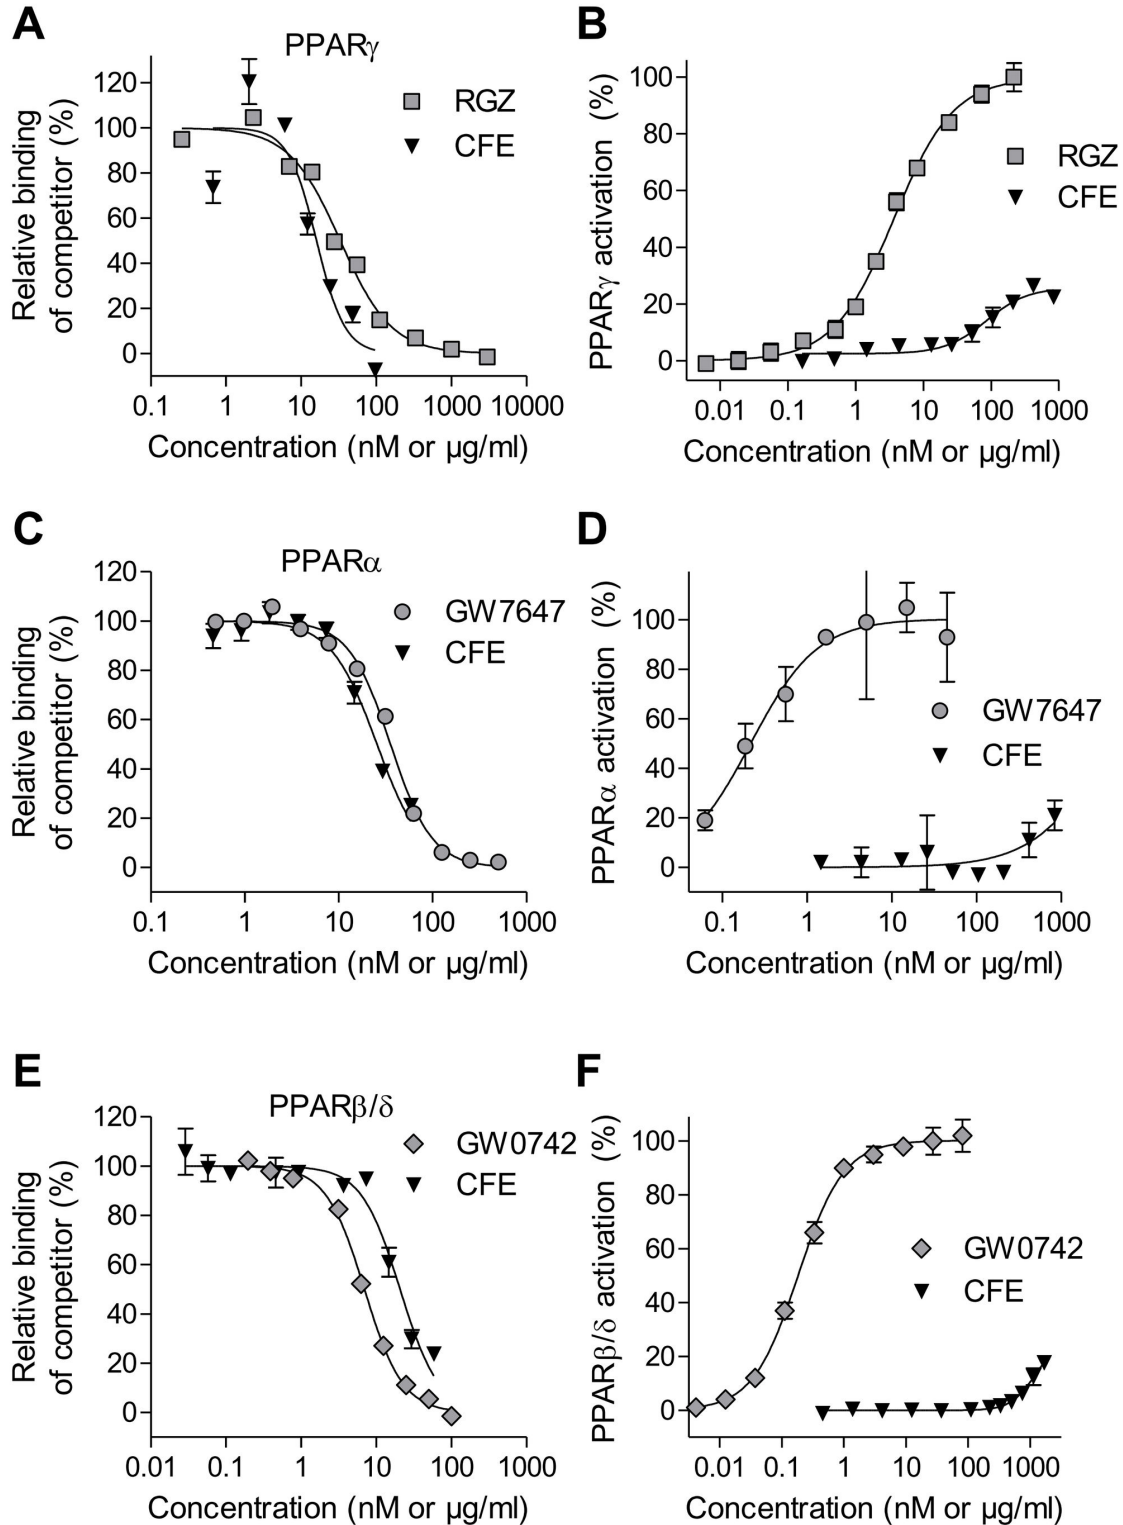 A
PPARγ
Relative binding
of competitor (%)
120
100
80
60
40
20
0
RGZ
CFE
0.1 1 10 100 1000 10000
Concentration (nM or µg/ml)
B
PPARγ activation (%)
100
80
60
40
20
0
RGZ
CFE
0.01 0.1 1 10 100 1000
Concentration (nM or µg/ml)
C
PPARα
Relative binding
of competitor (%)
120
100
80
60
40
20
0
GW7647
CFE
0.1 1 10 100 1000
Concentration (nM or µg/ml)
D
PPARα activation (%)
100
80
60
40
20
0
GW7647
CFE
0.1 1 10 100 1000
Concentration (nM or µg/ml)
E
PPARβ/δ
Relative binding
of competitor (%)
120
100
80
60
40
20
0
GW0742
CFE
0.01 0.1 1 10 100 1000
Concentration (nM or µg/ml)
F
PPARβ/δ activation (%)
100
80
60
40
20
0
GW0742
CFE
0.01 0.1 1 10 100 1000
Concentration (nM or µg/ml)